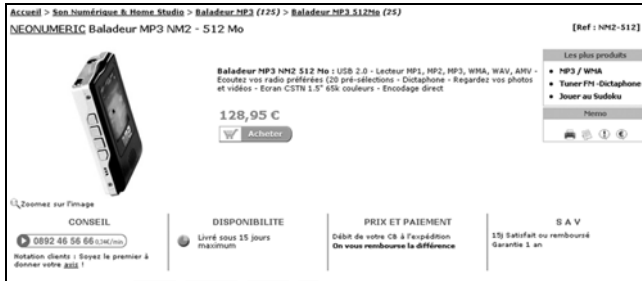 Accueil > Son Numérique & Home Studio > Baladeur MP3 (125) > Baladeur MP3 512Mo (25)
NEONUMERIC Baladeur MP3 NM2 - 512 Mo
[Ref : NM2-512]
Baladeur MP3 NM2 512 Mo : USB 2.0 - Lecteur MP1, MP2, MP3, WMA, WAV, AMV -
Ecoutez vos radio préférées (20 pré-sélections - Dictaphone - Regardez vos photos
et vidéos - Ecran CSTN 1.5" 65k couleurs - Encodage direct
128,95 €
Acheter
Les plus produits
• MP3 / WMA
• Tuner FM -Dictaphone
• Jouer au Sudoku
Memo
Zoomez sur l'image
CONSEIL
0892 46 56 66 0,34€/min)
Notation clients : Soyez le premier à
donner votre avis !
DISPONIBILITE
Livré sous 15 jours
maximum
PRIX ET PAIEMENT
Débit de votre CB à l'expédition
On vous rembourse la différence
S A V
15j Satisfait ou remboursé
Garantie 1 an